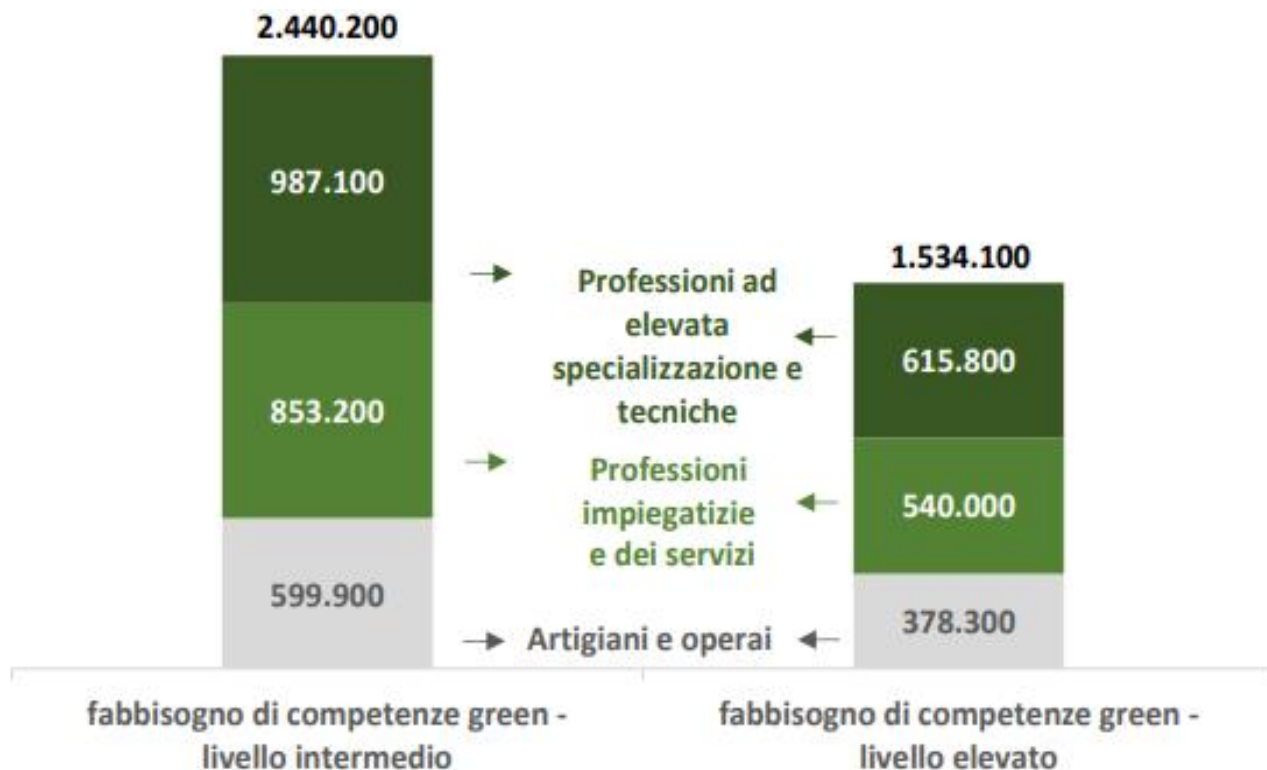 2.440.200
987.100
853.200
599.900
Professioni ad
elevata
specializzazione e
tecniche
Professioni
impiegatizie
e dei servizi
Artigiani e operai
1.534.100
615.800
540.000
378.300
fabbisogno di competenze green -
livello intermedio
fabbisogno di competenze green -
livello elevato